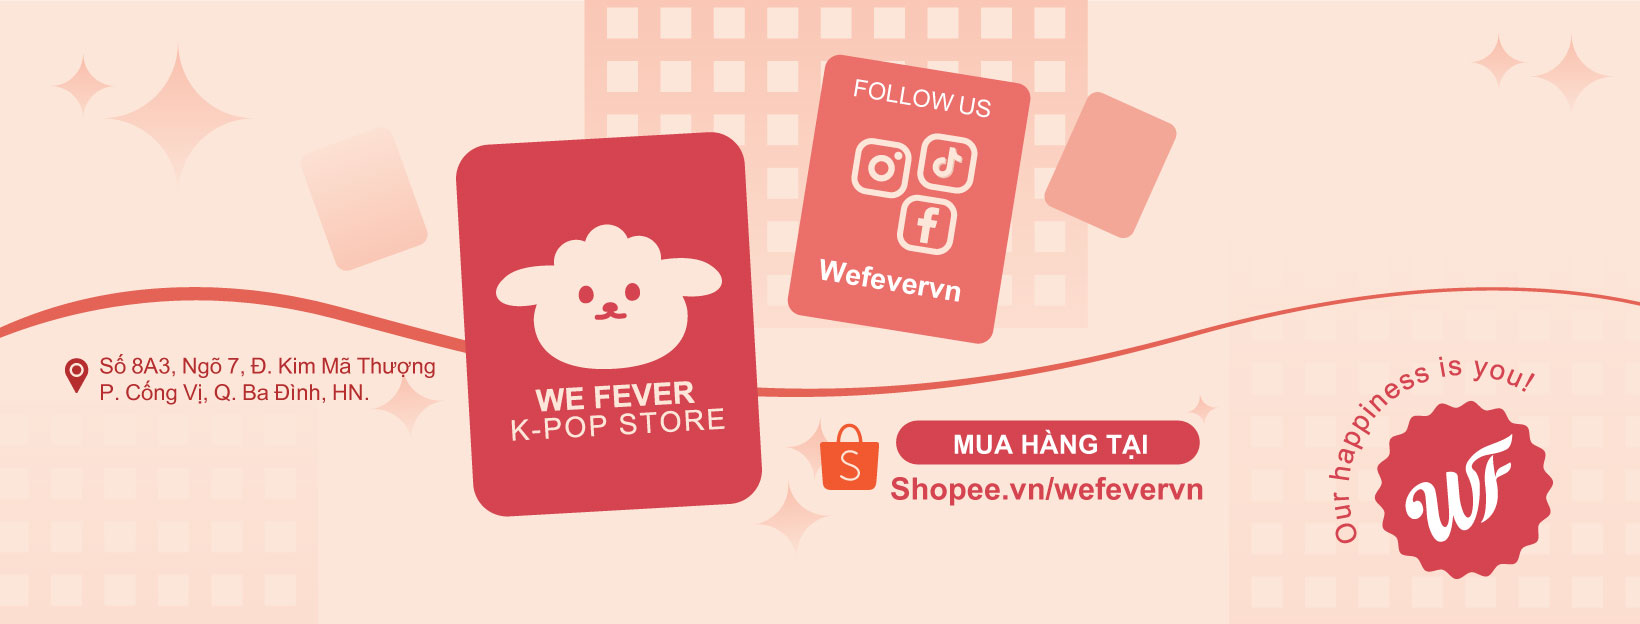 FOLLOW US
Wefevervn
Số 8A3, Ngõ 7, Đ. Kim Mã Thượng
P. Cống Vị, Q. Ba Đình, HN.
WE FEVER
K-POP STORE
S
MUA HÀNG TẠI
Shopee.vn/wefevervn
Our happiness is you!
WF